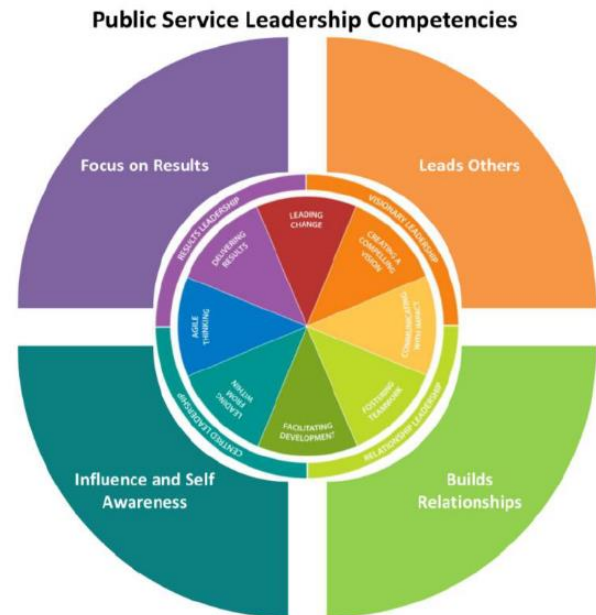 Public Service Leadership Competencies
Focus on Results
Leads Others
RESULTS LEADERSHIP
VISIONARY LEADERSHIP
LEADING
CHANGE
DELIVERING
RESULTS
CREATING A
COMPELLING
VISION
AGILE
THINKING
COMMUNICATING
WITH IMPACT
LEADING
FROM
WITHIN
FOSTERING
TEAMWORK
FACILITATING
DEVELOPMENT
CENTRED LEADERSHIP
RELATIONSHIP LEADERSHIP
Influence and Self
Awareness
Builds
Relationships